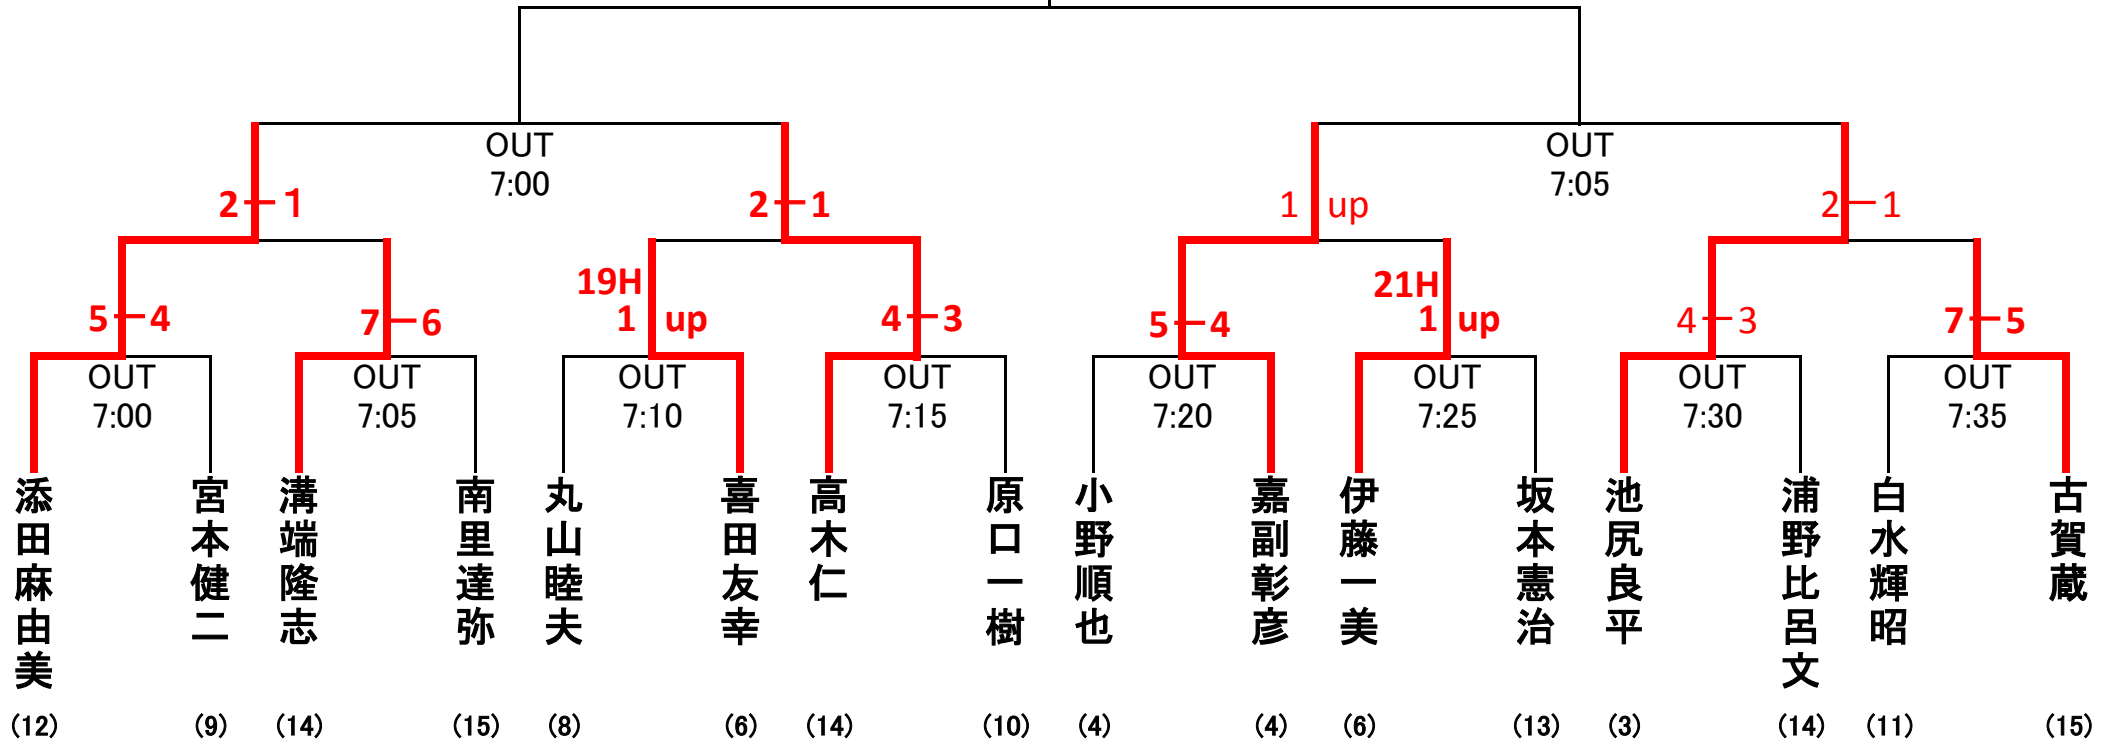 OUT
7:00
OUT
7:05
2-1
2-1
1 up
2-1
19H
21H
5-4
7-6
1 up
4-3
5-4
1 up
4-3
7-5
OUT
7:00
OUT
7:05
OUT
7:10
OUT
7:15
OUT
7:20
OUT
7:25
OUT
7:30
OUT
7:35
添田麻由美
宮本健二
溝端隆志
南里達弥
丸山睦夫
喜田友幸
高木仁
原口一樹
小野順也
嘉副彰彦
伊藤一美
坂本憲治
池尻良平
浦野比呂文
白水輝昭
古賀蔵
(12)
(9)
(14)
(15)
(8)
(6)
(14)
(10)
(4)
(4)
(6)
(13)
(3)
(14)
(11)
(15)